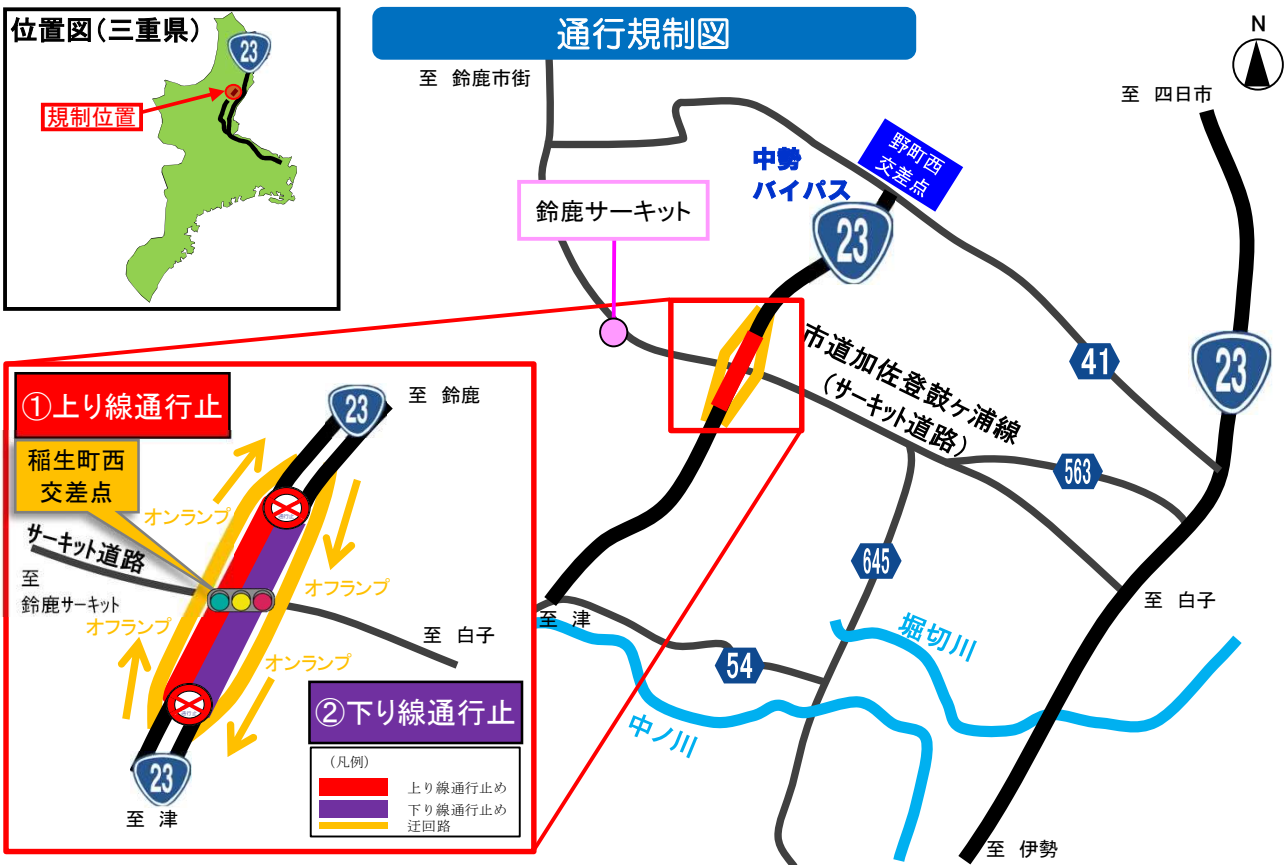 位置図(三重県)
23
規制位置
通行規制図
N
至 鈴鹿市街
至 四日市
野町西
交差点
中勢
バイパス
23
鈴鹿サーキット
市道加佐登鼓ヶ浦線
(サーキット道路)
41
23
563
645
至 白子
至 津
54
堀切川
中ノ川
至 伊勢
①上り線通行止
23
至 鈴鹿
稲生町西
交差点
オンランプ
サーキット道路
至
鈴鹿サーキット
オフランプ
オフランプ
至 白子
オンランプ
②下り線通行止
23
至 津
(凡例)
上り線通行止め
下り線通行止め
迂回路